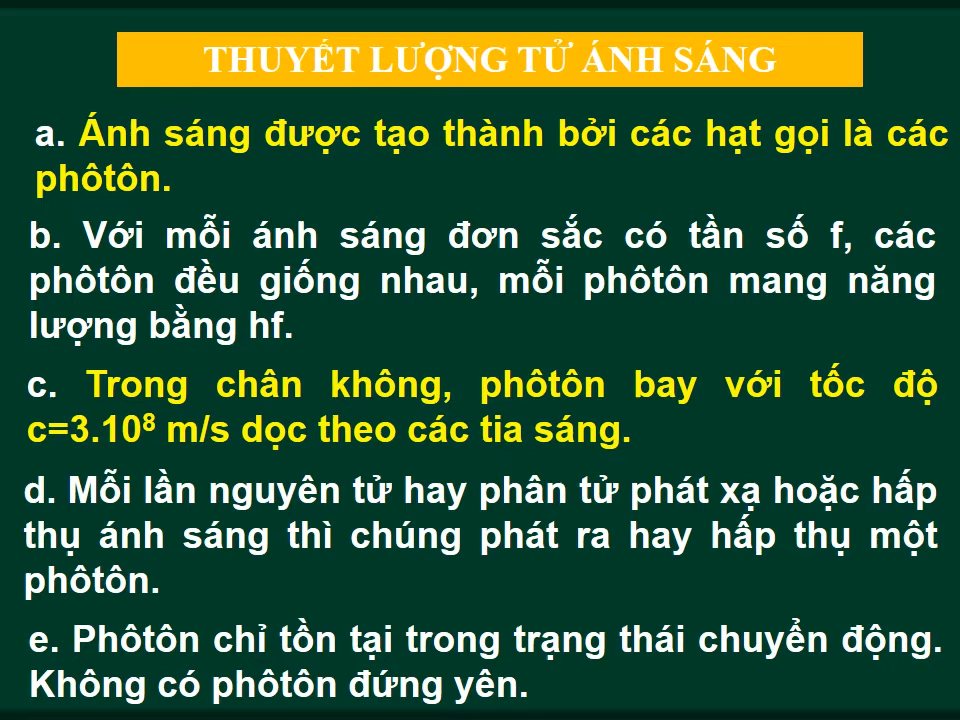 THUYẾT LƯỢNG TỬ ÁNH SÁNG
a. Ánh sáng được tạo thành bởi các hạt gọi là các
phôtôn.
b. Với mỗi ánh sáng đơn sắc có tần số f, các
phôtôn đều giống nhau, mỗi phôtôn mang năng
lượng bằng hf.
c. Trong chân không, phôtôn bay với tốc độ
c=3.10⁸ m/s dọc theo các tia sáng.
d. Mỗi lần nguyên tử hay phân tử phát xạ hoặc hấp
thụ ánh sáng thì chúng phát ra hay hấp thụ một
phôtôn.
e. Phôtôn chỉ tồn tại trong trạng thái chuyển động.
Không có phôtôn đứng yên.